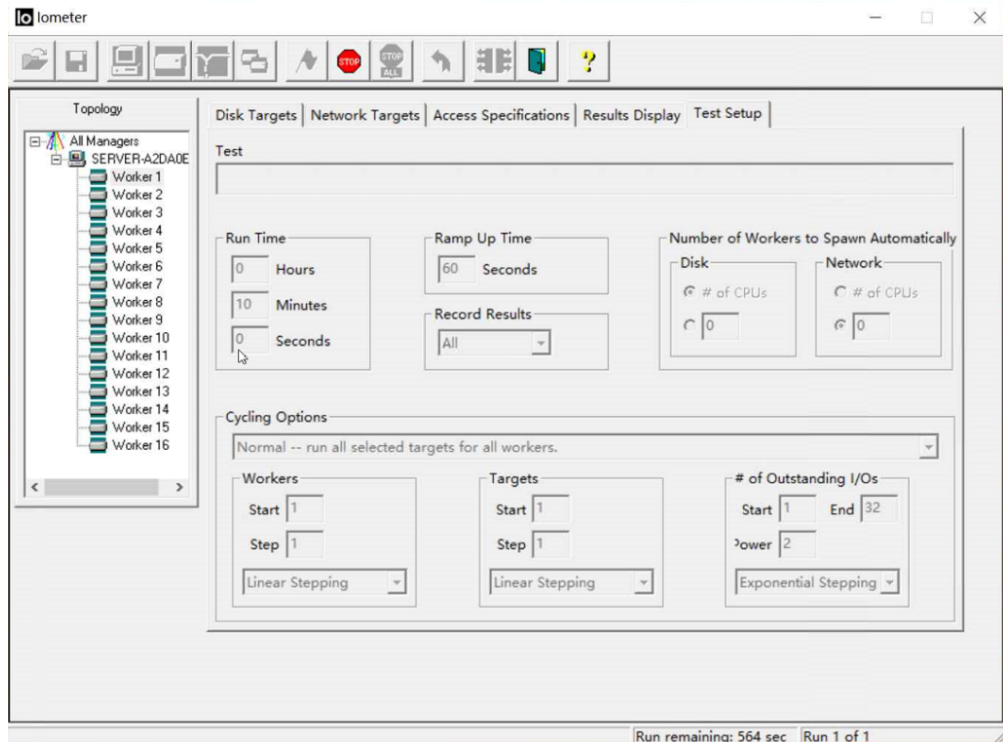 Iometer
STOP
STOP ALL
Topology
All Managers
SERVER-A2DA0E
Worker 1
Worker 2
Worker 3
Worker 4
Worker 5
Worker 6
Worker 7
Worker 8
Worker 9
Worker 10
Worker 11
Worker 12
Worker 13
Worker 14
Worker 15
Worker 16
Disk Targets Network Targets Access Specifications Results Display Test Setup
Test
Run Time
0 Hours
10 Minutes
0 Seconds
Ramp Up Time
60 Seconds
Record Results
All
Number of Workers to Spawn Automatically
Disk
# of CPUs
0
Network
# of CPUs
0
Cycling Options
Normal -- run all selected targets for all workers.
Workers
Start 1
Step 1
Linear Stepping
Targets
Start 1
Step 1
Linear Stepping
# of Outstanding I/Os
Start 1 End 32
Power 2
Exponential Stepping
Run remaining: 564 sec Run 1 of 1